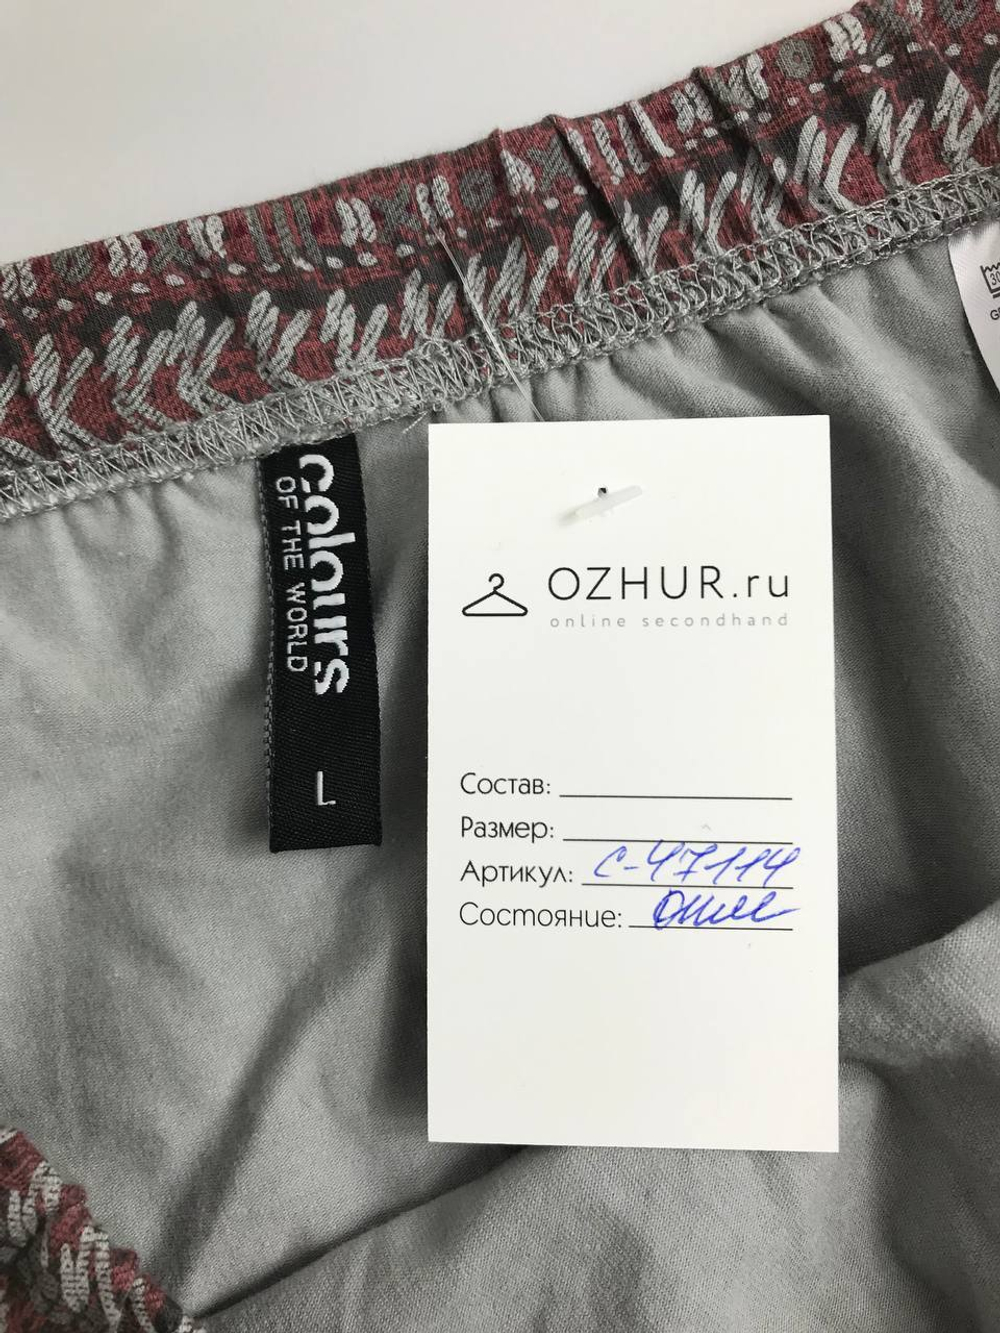 colours
OF THE WORLD
L
OZHUR.ru
online secondhand
Состав:
Размер:
Артикул: С-47114
Состояние: